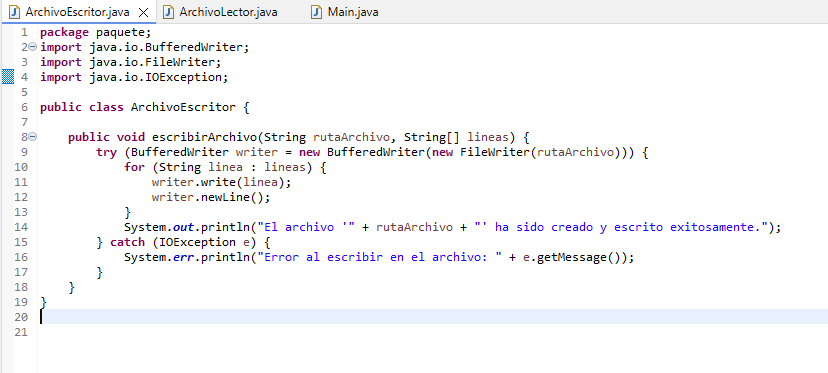 ArchivoEscritor.java ArchivoLector.java Main.java
1 package paquete;
2 import java.io.BufferedWriter;
3 import java.io.FileWriter;
4 import java.io.IOException;
5
6 public class ArchivoEscritor {
7
8     public void escribirArchivo(String rutaArchivo, String[] lineas) {
9         try (BufferedWriter writer = new BufferedWriter(new FileWriter(rutaArchivo))) {
10             for (String linea : lineas) {
11                 writer.write(linea);
12                 writer.newLine();
13             }
14             System.out.println("El archivo '" + rutaArchivo + "' ha sido creado y escrito exitosamente.");
15         } catch (IOException e) {
16             System.err.println("Error al escribir en el archivo: " + e.getMessage());
17         }
18     }
19 }
20
21